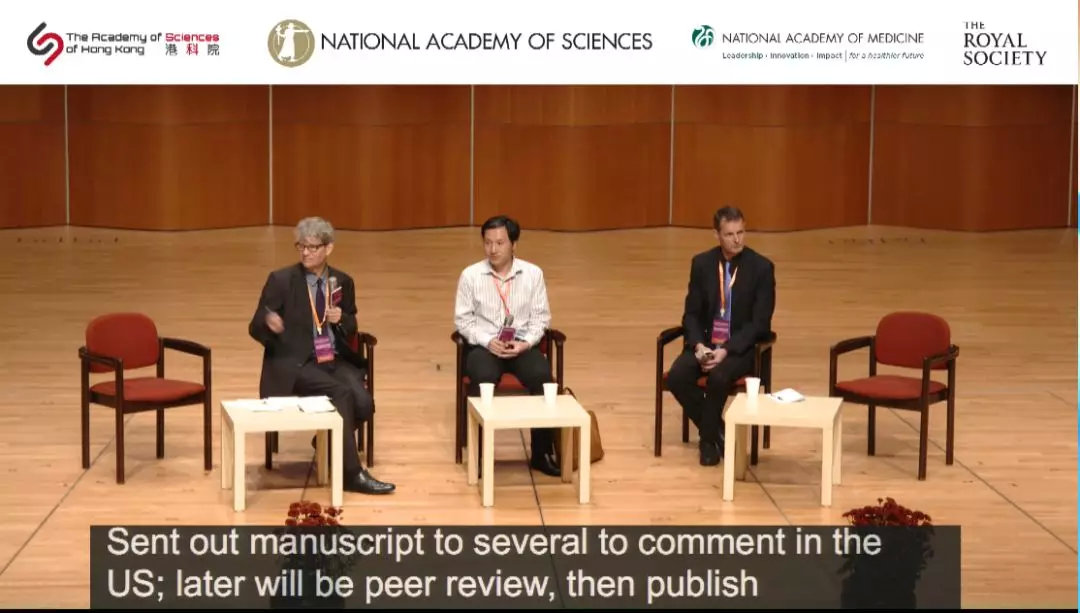 The Academy of Sciences
of Hong Kong 港科院
NATIONAL ACADEMY OF SCIENCES
NATIONAL ACADEMY OF MEDICINE
Leadership · Innovation · Impact | for a healthier future
THE
ROYAL
SOCIETY
Sent out manuscript to several to comment in the
US; later will be peer review, then publish